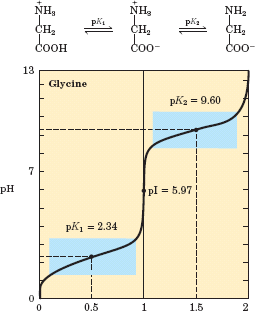 + +
NH3 NH3 NH2
CH2 pK1 CH2 pK2 CH2
COOH COO− COO−
13
Glycine
pK2 = 9.60
7
pH
pI = 5.97
pK1 = 2.34
0
0 0.5 1 1.5 2